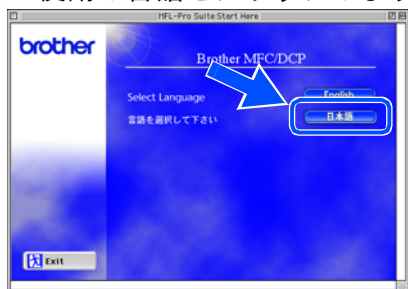 MFL-Pro Suite:Start Here
brother
Brother MFC/DCP
Select Language
English
言語を選択して下さい
日本語
Exit